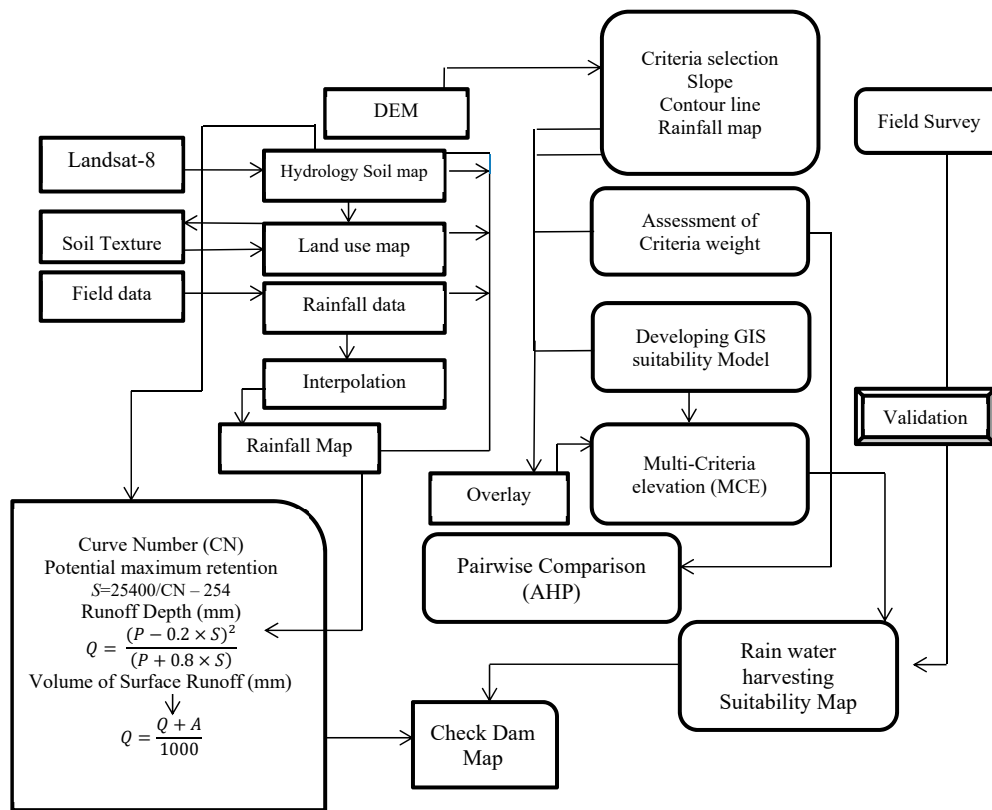 DEM
Landsat-8
Hydrology Soil map
Soil Texture
Land use map
Field data
Rainfall data
Interpolation
Rainfall Map
Curve Number (CN)
Potential maximum retention
S=25400/CN – 254
Runoff Depth (mm)
Q = (P − 0.2 × S)² / (P + 0.8 × S)
Volume of Surface Runoff (mm)
Q = Q + A / 1000
Criteria selection
Slope
Contour line
Rainfall map
Field Survey
Assessment of
Criteria weight
Developing GIS
suitability Model
Validation
Multi-Criteria
elevation (MCE)
Overlay
Pairwise Comparison
(AHP)
Rain water
harvesting
Suitability Map
Check Dam
Map